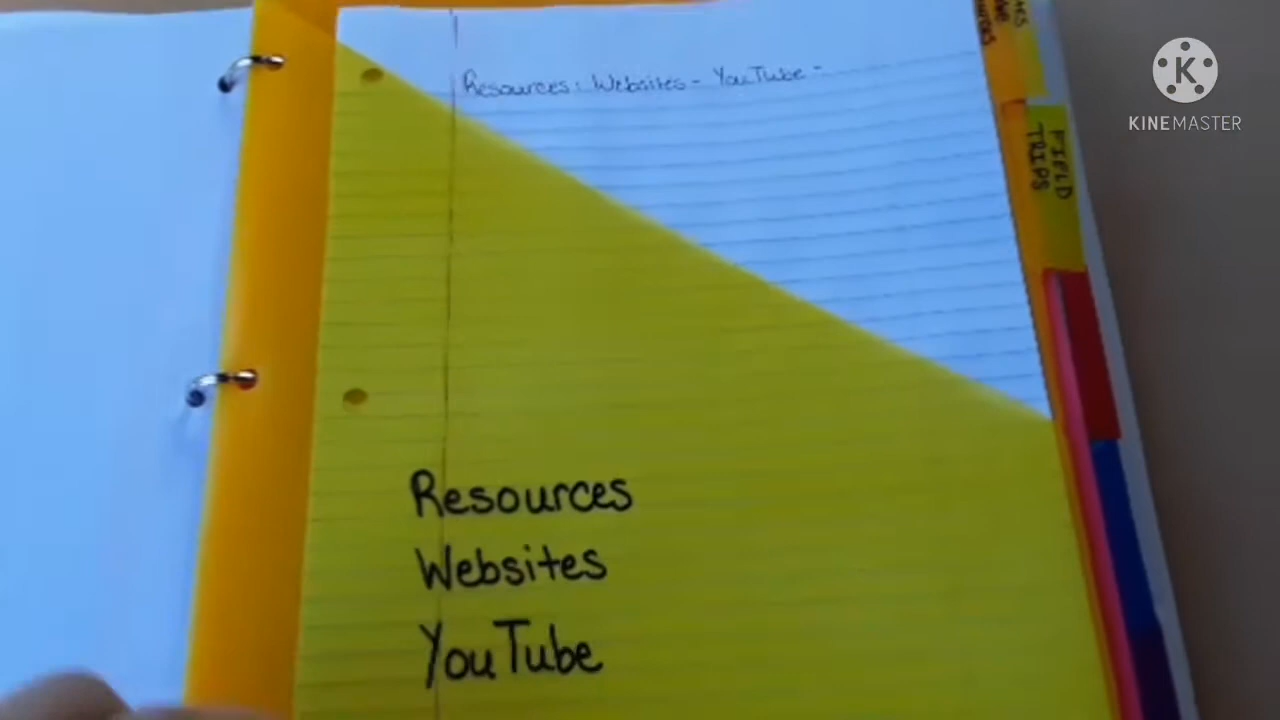 Resources: Websites - YouTube -
FIELD
TRIPS
Resources
Websites
YouTube
KINEMASTER